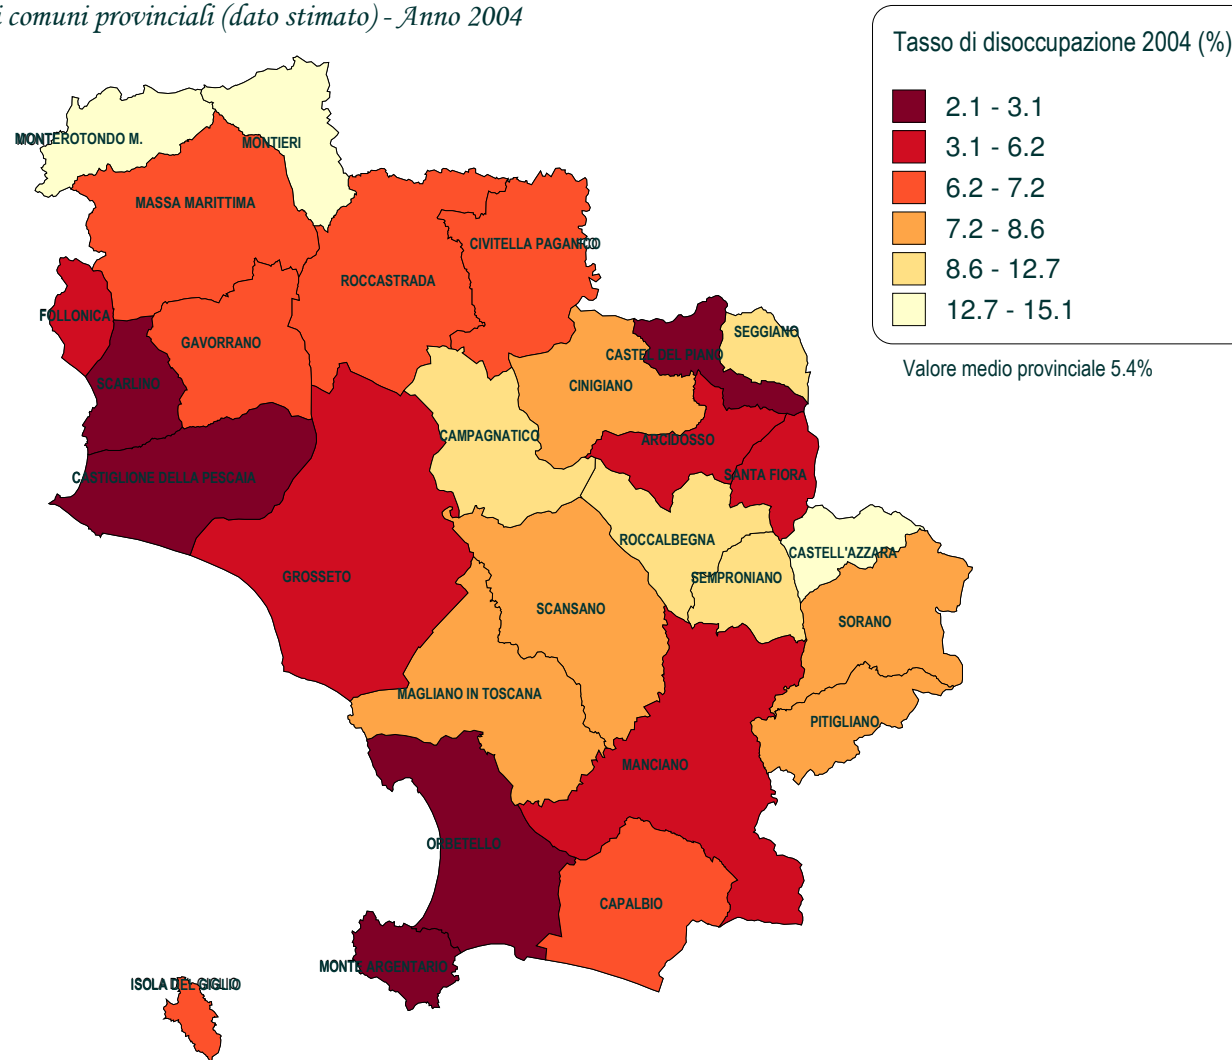 i comuni provinciali (dato stimato) - Anno 2004
Tasso di disoccupazione 2004 (%)
2.1 - 3.1
3.1 - 6.2
6.2 - 7.2
7.2 - 8.6
8.6 - 12.7
12.7 - 15.1
Valore medio provinciale 5.4%
MONTEROTONDO M.
MONTIERI
MASSA MARITTIMA
CIVITELLA PAGANICO
ROCCASTRADA
FOLLONICA
GAVORRANO
SEGGIANO
CASTEL DEL PIANO
SCARLINO
CINIGIANO
CAMPAGNATICO
ARCIDOSSO
CASTIGLIONE DELLA PESCAIA
SANTA FIORA
ROCCALBEGNA
CASTELL'AZZARA
GROSSETO
SEMPRONIANO
SCANSANO
SORANO
MAGLIANO IN TOSCANA
PITIGLIANO
MANCIANO
ORBETELLO
CAPALBIO
MONTE ARGENTARIO
ISOLA DEL GIGLIO